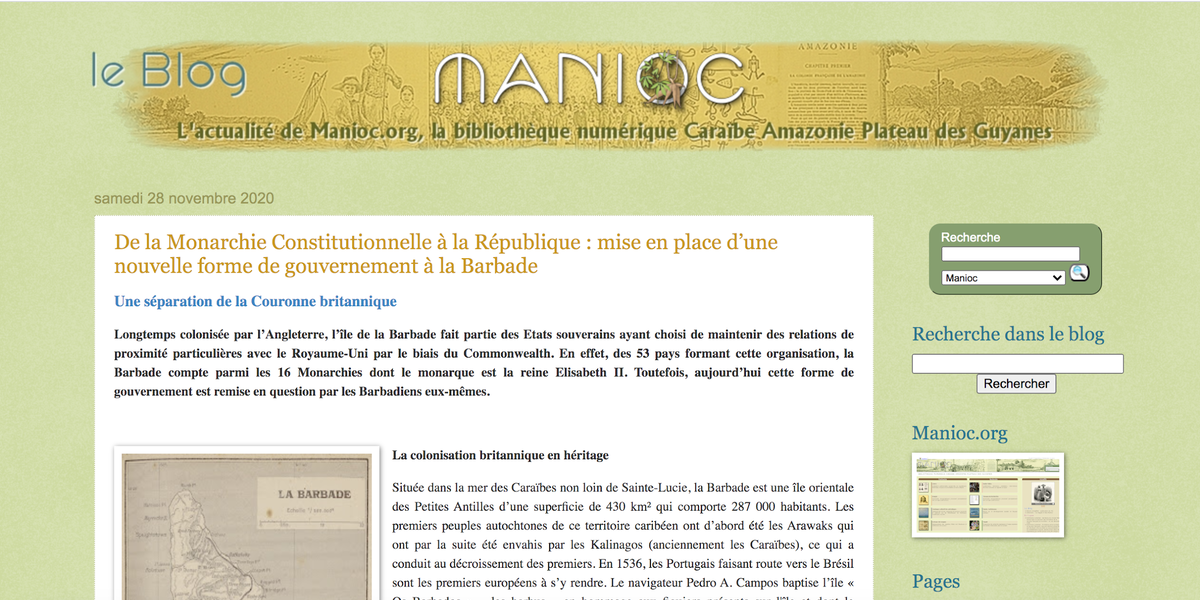 le Blog
MANIOC
AMAZONIE
CHAPITRE PREMIER
L'actualité de Manioc.org, la bibliothèque numérique Caraïbe Amazonie Plateau des Guyanes
samedi 28 novembre 2020
De la Monarchie Constitutionnelle à la République : mise en place d’une
nouvelle forme de gouvernement à la Barbade
Une séparation de la Couronne britannique
Longtemps colonisée par l’Angleterre, l’île de la Barbade fait partie des Etats souverains ayant choisi de maintenir des relations de
proximité particulières avec le Royaume-Uni par le biais du Commonwealth. En effet, des 53 pays formant cette organisation, la
Barbade compte parmi les 16 Monarchies dont le monarque est la reine Elisabeth II. Toutefois, aujourd’hui cette forme de
gouvernement est remise en question par les Barbadiens eux-mêmes.
LA BARBADE
La colonisation britannique en héritage
Située dans la mer des Caraïbes non loin de Sainte-Lucie, la Barbade est une île orientale
des Petites Antilles d’une superficie de 430 km² qui comporte 287 000 habitants. Les
premiers peuples autochtones de ce territoire caribéen ont d’abord été les Arawaks qui
ont par la suite été envahis par les Kalinagos (anciennement les Caraïbes), ce qui a
conduit au décroissement des premiers. En 1536, les Portugais faisant route vers le Brésil
sont les premiers européens à s’y rendre. Le navigateur Pedro A. Campos baptise l’île «
Recherche
Manioc
Recherche dans le blog
Rechercher
Manioc.org
Pages